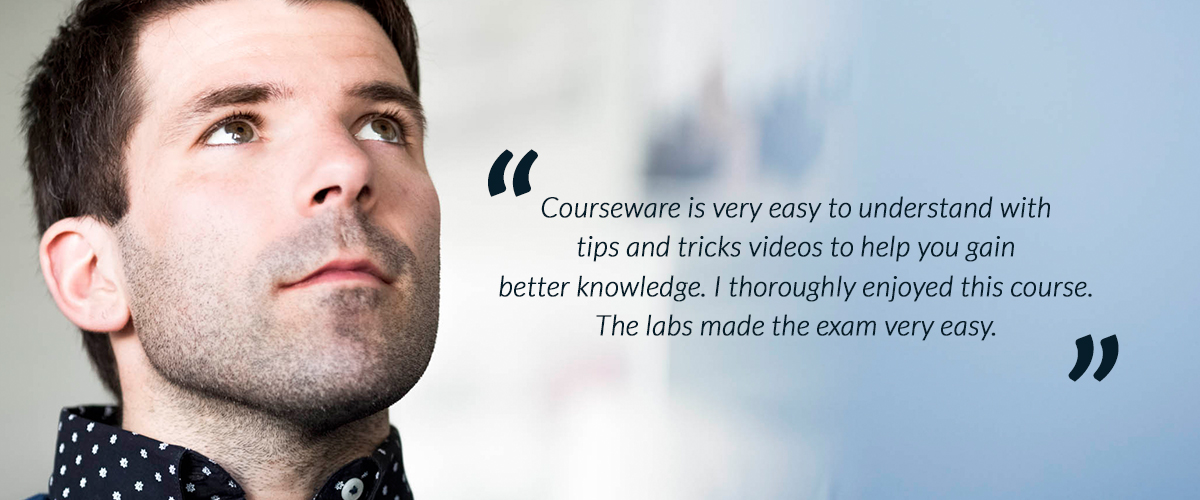 “Courseware is very easy to understand with
tips and tricks videos to help you gain
better knowledge. I thoroughly enjoyed this course.
The labs made the exam very easy.”